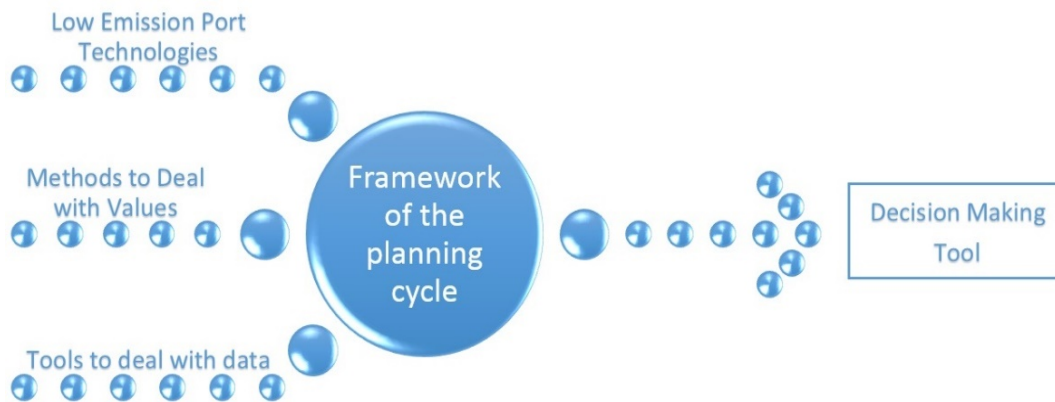 Low Emission Port
Technologies
Methods to Deal
with Values
Tools to deal with data
Framework
of the
planning
cycle
Decision Making
Tool